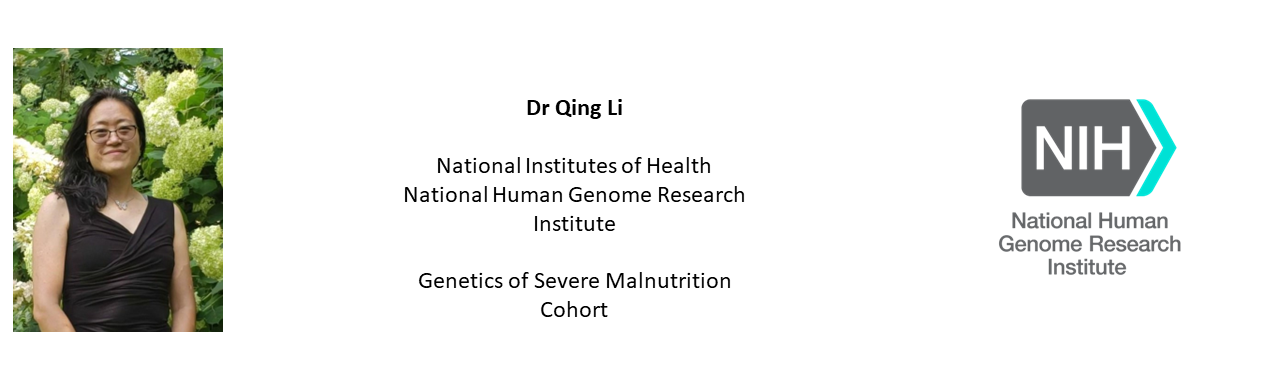 Dr Qing Li
National Institutes of Health
National Human Genome Research
Institute
Genetics of Severe Malnutrition
Cohort
NIH
National Human
Genome Research
Institute